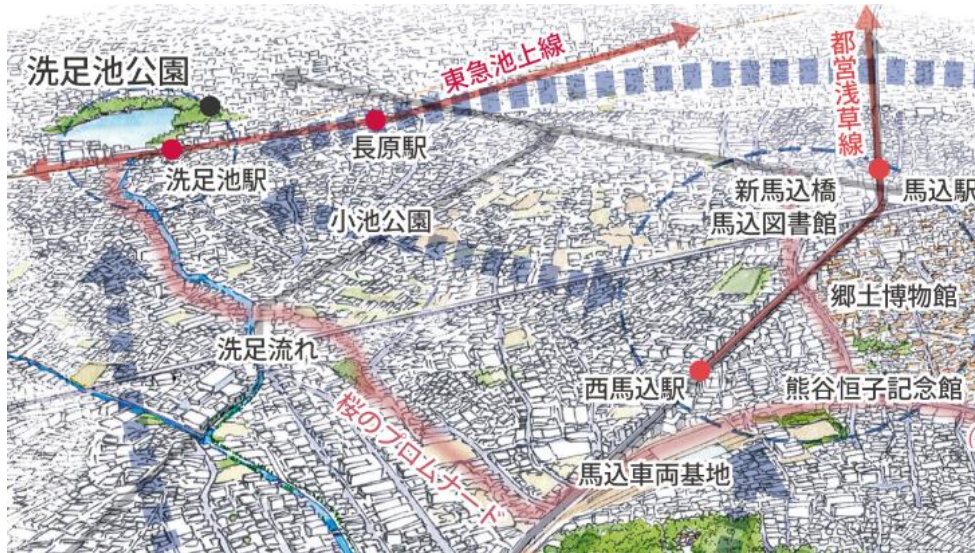 洗足池公園
東急池上線
都営浅草線
長原駅
洗足池駅
新馬込橋
馬込駅
小池公園
馬込図書館
郷土博物館
洗足流れ
西馬込駅
熊谷恒子記念館
桜のプロムナード
馬込車両基地